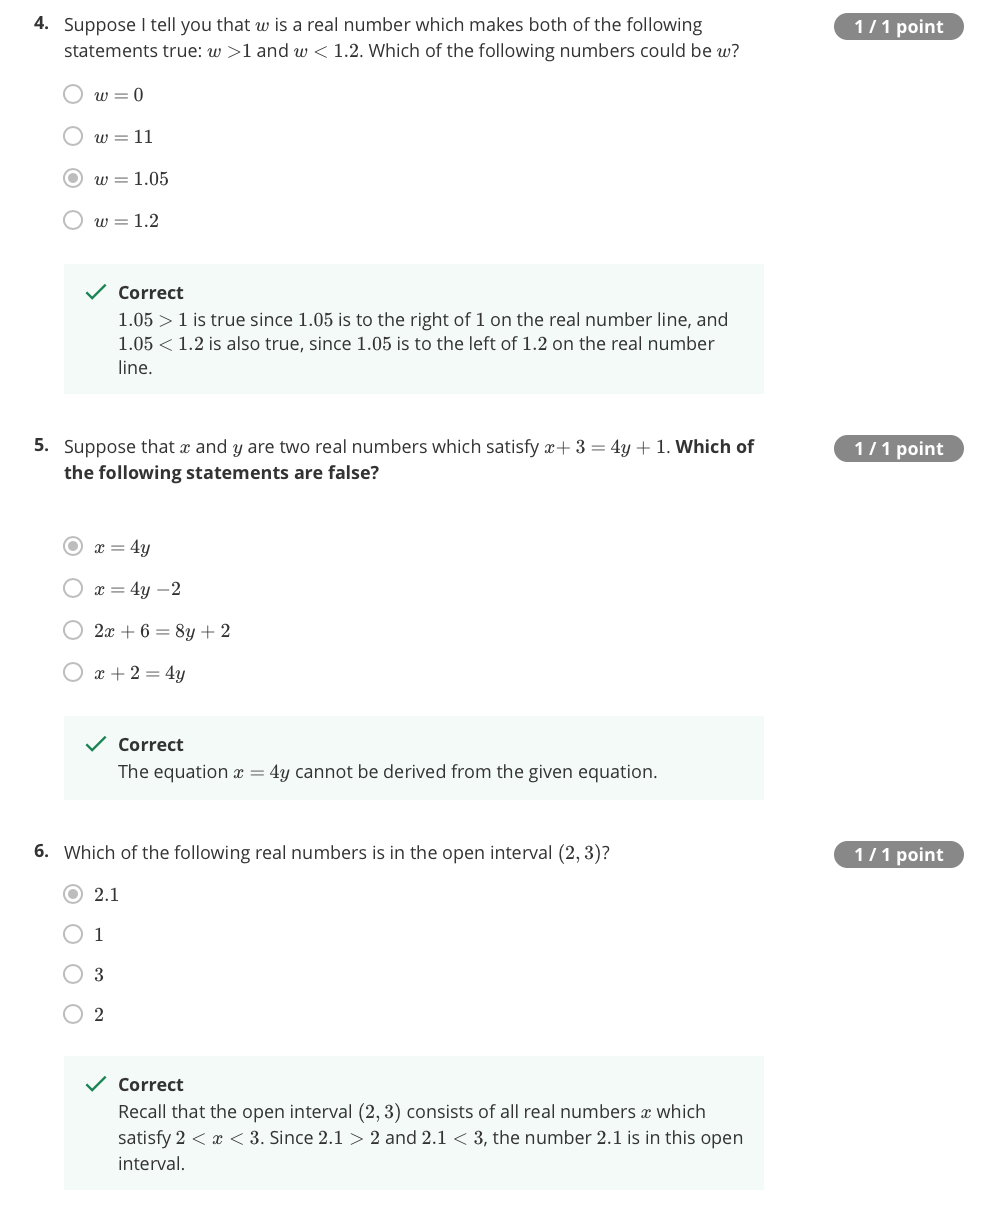 4. Suppose I tell you that w is a real number which makes both of the following
1 / 1 point
statements true: w >1 and w < 1.2. Which of the following numbers could be w?
w = 0
w = 11
w = 1.05
w = 1.2
Correct
1.05 > 1 is true since 1.05 is to the right of 1 on the real number line, and
1.05 < 1.2 is also true, since 1.05 is to the left of 1.2 on the real number
line.
5. Suppose that x and y are two real numbers which satisfy x+ 3 = 4y + 1. Which of
1 / 1 point
the following statements are false?
x = 4y
x = 4y −2
2x + 6 = 8y + 2
x + 2 = 4y
Correct
The equation x = 4y cannot be derived from the given equation.
6. Which of the following real numbers is in the open interval (2, 3)?
1 / 1 point
2.1
1
3
2
Correct
Recall that the open interval (2, 3) consists of all real numbers x which
satisfy 2 < x < 3. Since 2.1 > 2 and 2.1 < 3, the number 2.1 is in this open
interval.